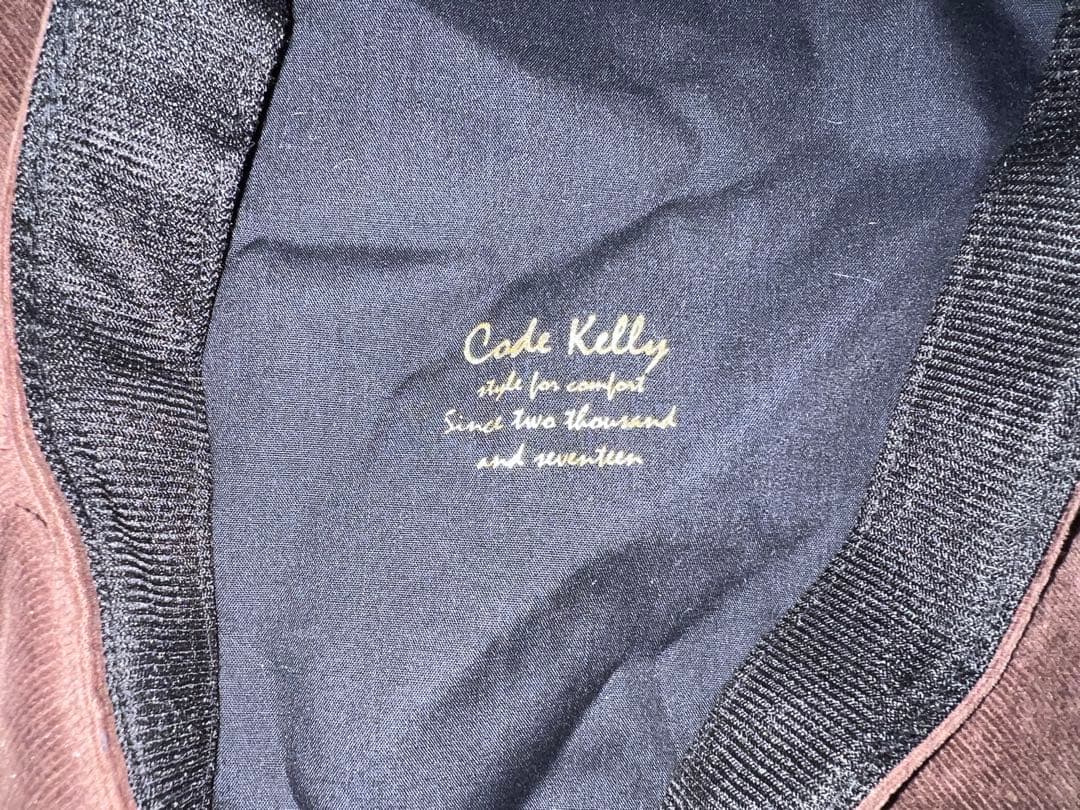 Code Kelly
style for comfort
Since two thousand
and seventeen